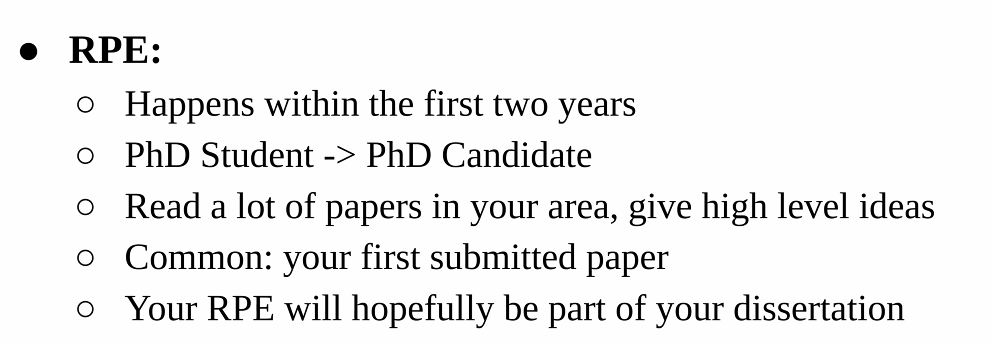 ● RPE:
○ Happens within the first two years
○ PhD Student -> PhD Candidate
○ Read a lot of papers in your area, give high level ideas
○ Common: your first submitted paper
○ Your RPE will hopefully be part of your dissertation